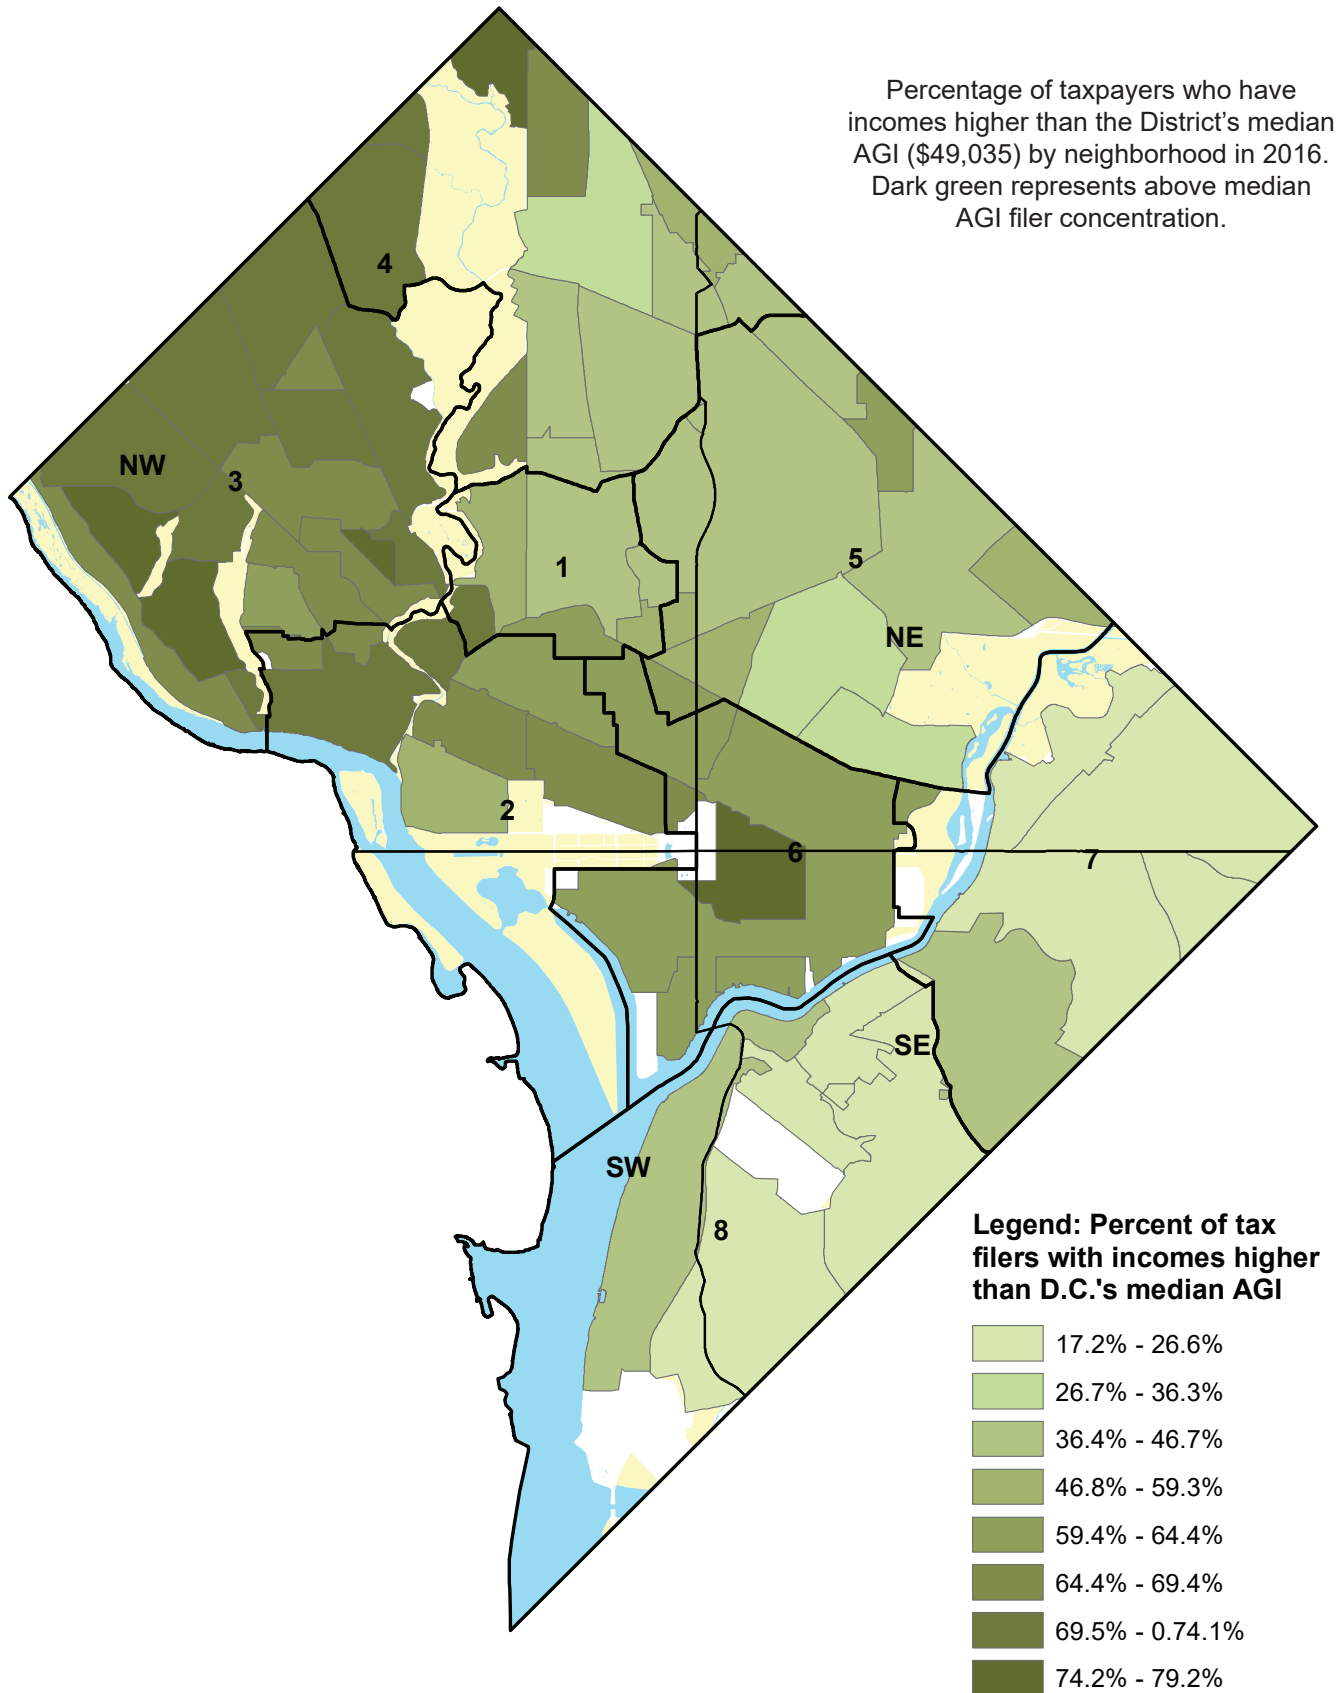 Percentage of taxpayers who have
incomes higher than the District’s median
AGI ($49,035) by neighborhood in 2016.
Dark green represents above median
AGI filer concentration.
4
NW
3
1
5
NE
2
6
7
SE
SW
8
Legend: Percent of tax
filers with incomes higher
than D.C.'s median AGI
17.2% - 26.6%
26.7% - 36.3%
36.4% - 46.7%
46.8% - 59.3%
59.4% - 64.4%
64.4% - 69.4%
69.5% - 0.74.1%
74.2% - 79.2%